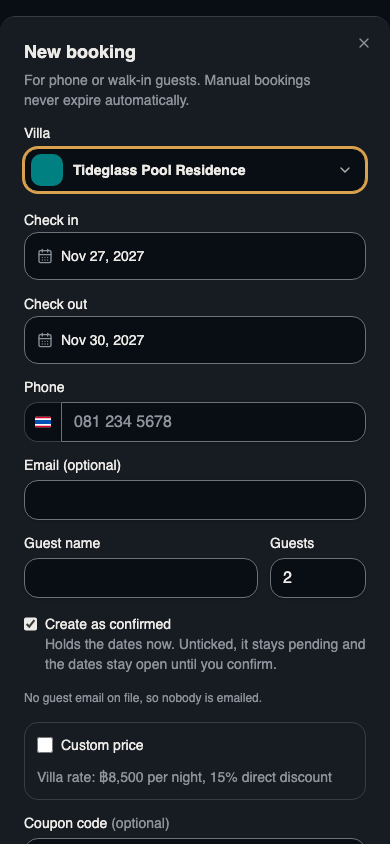 New booking
For phone or walk-in guests. Manual bookings
never expire automatically.
Villa
Tideglass Pool Residence
Check in
Nov 27, 2027
Check out
Nov 30, 2027
Phone
081 234 5678
Email (optional)
Guest name
Guests
2
Create as confirmed
Holds the dates now. Unticked, it stays pending and
the dates stay open until you confirm.
No guest email on file, so nobody is emailed.
Custom price
Villa rate: ฿8,500 per night, 15% direct discount
Coupon code (optional)